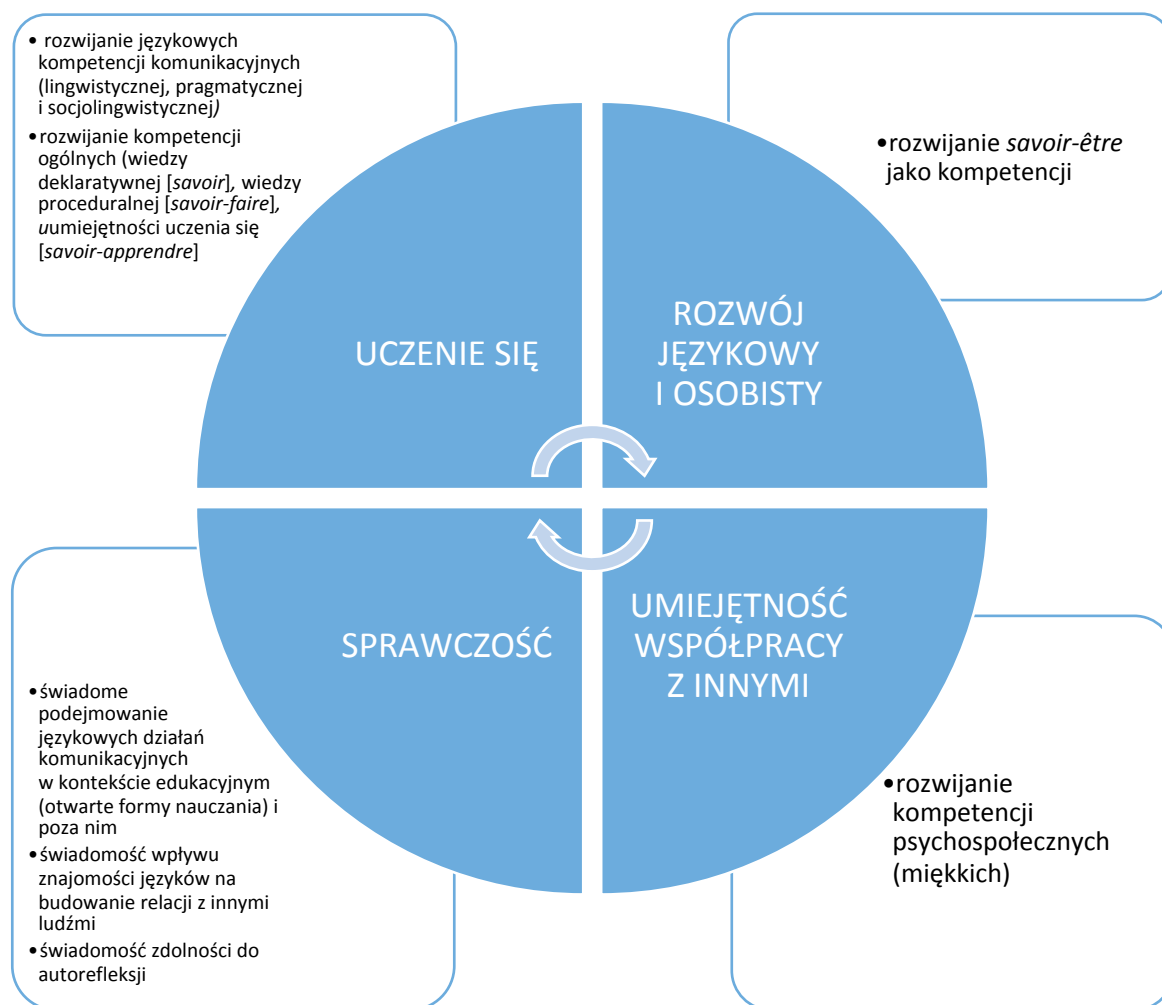 • rozwijanie językowych
kompetencji komunikacyjnych
(lingwistycznej, pragmatycznej
i socjolingwistycznej)
•rozwijanie kompetencji
ogólnych (wiedzy
deklaratywnej [savoir], wiedzy
proceduralnej [savoir-faire],
uumiejętności uczenia się
[savoir-apprendre]
•rozwijanie savoir-être
jako kompetencji
UCZENIE SIĘ
ROZWÓJ
JĘZYKOWY
I OSOBISTY
SPRAWCZOŚĆ
UMIEJĘTNOŚĆ
WSPÓŁPRACY
Z INNYMI
•świadome
podejmowanie
językowych działań
komunikacyjnych
w kontekście edukacyjnym
(otwarte formy nauczania) i
poza nim
•świadomość wpływu
znajomości języków na
budowanie relacji z innymi
ludźmi
•świadomość zdolności do
autorefleksji
•rozwijanie
kompetencji
psychospołecznych
(miękkich)